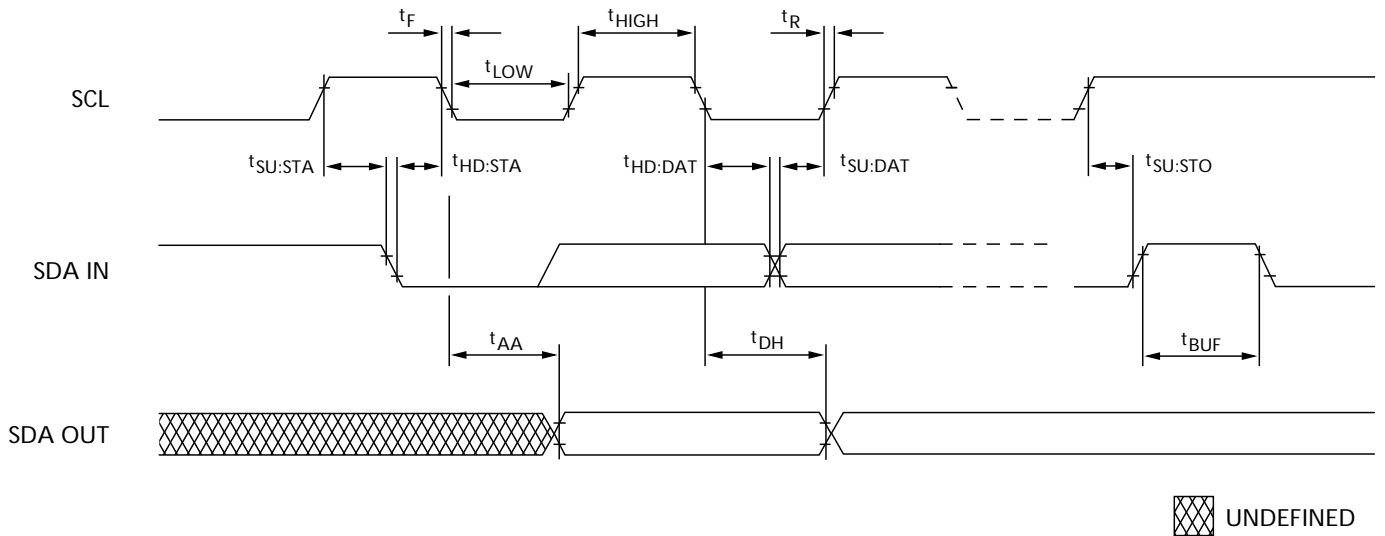 tF
tHIGH
tR
tLOW
SCL
tSU:STA
tHD:STA
tHD:DAT
tSU:DAT
tSU:STO
SDA IN
tAA
tDH
tBUF
SDA OUT
UNDEFINED